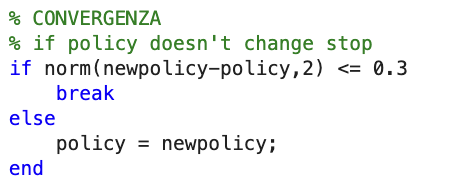 % CONVERGENZA
% if policy doesn't change stop
if norm(newpolicy-policy,2) <= 0.3
    break
else
    policy = newpolicy;
end